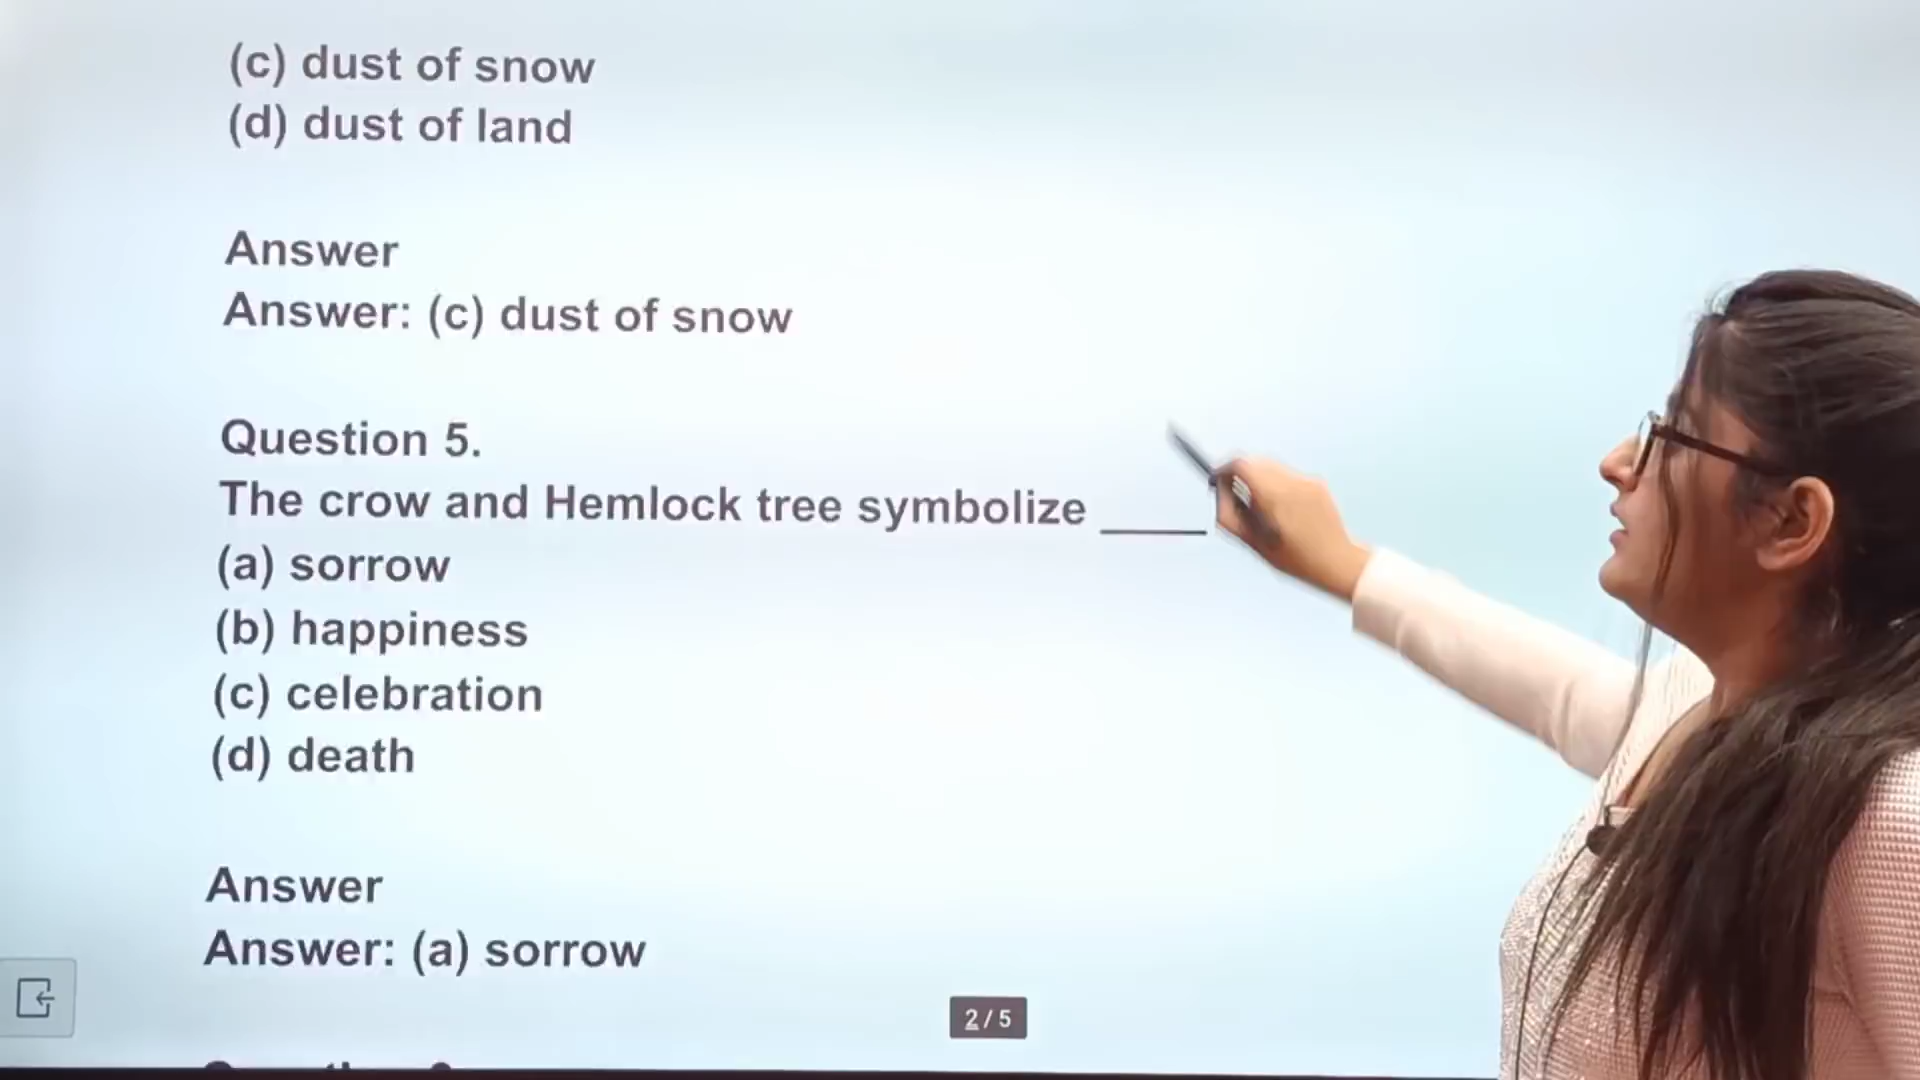 (c) dust of snow
(d) dust of land
Answer
Answer: (c) dust of snow
Question 5.
The crow and Hemlock tree symbolize _____
(a) sorrow
(b) happiness
(c) celebration
(d) death
Answer
Answer: (a) sorrow
2 / 5